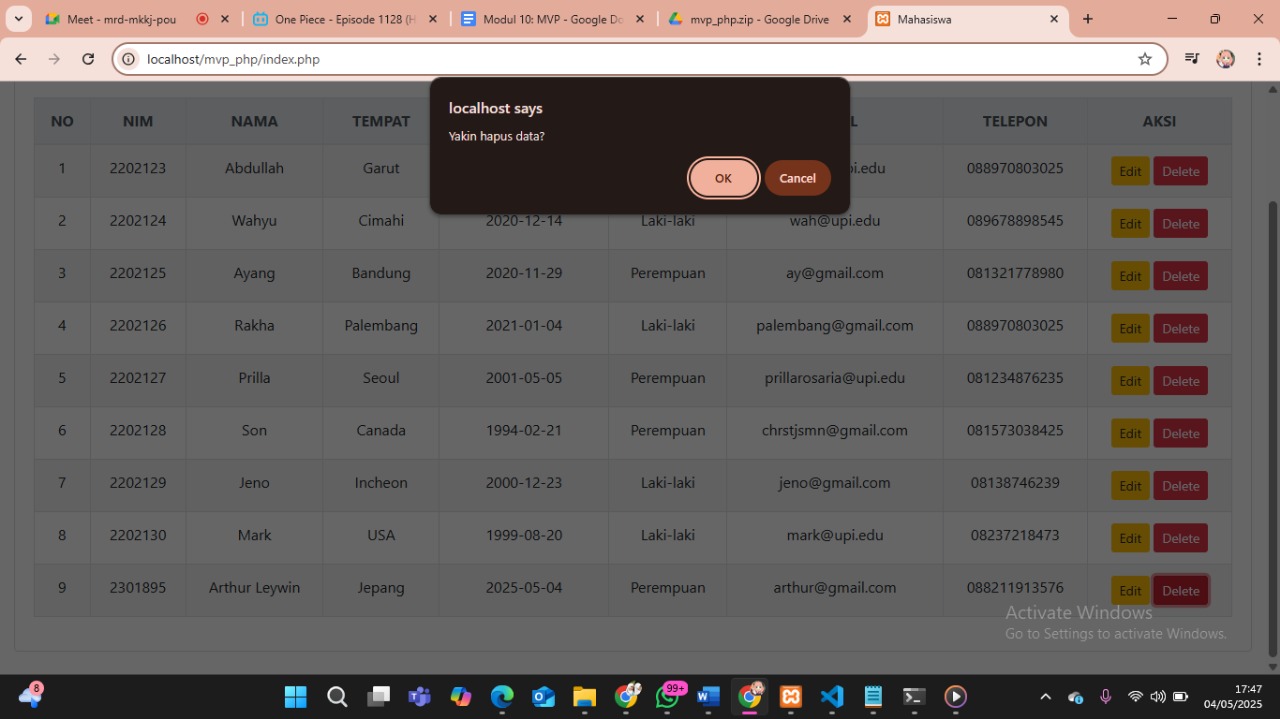 Meet - mrd-mkkj-pou
One Piece - Episode 1128 (H
Modul 10: MVP - Google Do
mvp_php.zip - Google Drive
Mahasiswa
localhost/mvp_php/index.php
localhost says
Yakin hapus data?
OK
Cancel
NO NIM NAMA TEMPAT L TELEPON AKSI
1 2202123 Abdullah Garut pi.edu 088970803025 Edit Delete
2 2202124 Wahyu Cimahi 2020-12-14 Laki-laki wah@upi.edu 089678898545 Edit Delete
3 2202125 Ayang Bandung 2020-11-29 Perempuan ay@gmail.com 081321778980 Edit Delete
4 2202126 Rakha Palembang 2021-01-04 Laki-laki palembang@gmail.com 088970803025 Edit Delete
5 2202127 Prilla Seoul 2001-05-05 Perempuan prillarosaria@upi.edu 081234876235 Edit Delete
6 2202128 Son Canada 1994-02-21 Perempuan chrstjsmn@gmail.com 081573038425 Edit Delete
7 2202129 Jeno Incheon 2000-12-23 Laki-laki jeno@gmail.com 08138746239 Edit Delete
8 2202130 Mark USA 1999-08-20 Laki-laki mark@upi.edu 08237218473 Edit Delete
9 2301895 Arthur Leywin Jepang 2025-05-04 Perempuan arthur@gmail.com 088211913576 Edit Delete
Activate Windows
Go to Settings to activate Windows.
8
99+
17:47
04/05/2025